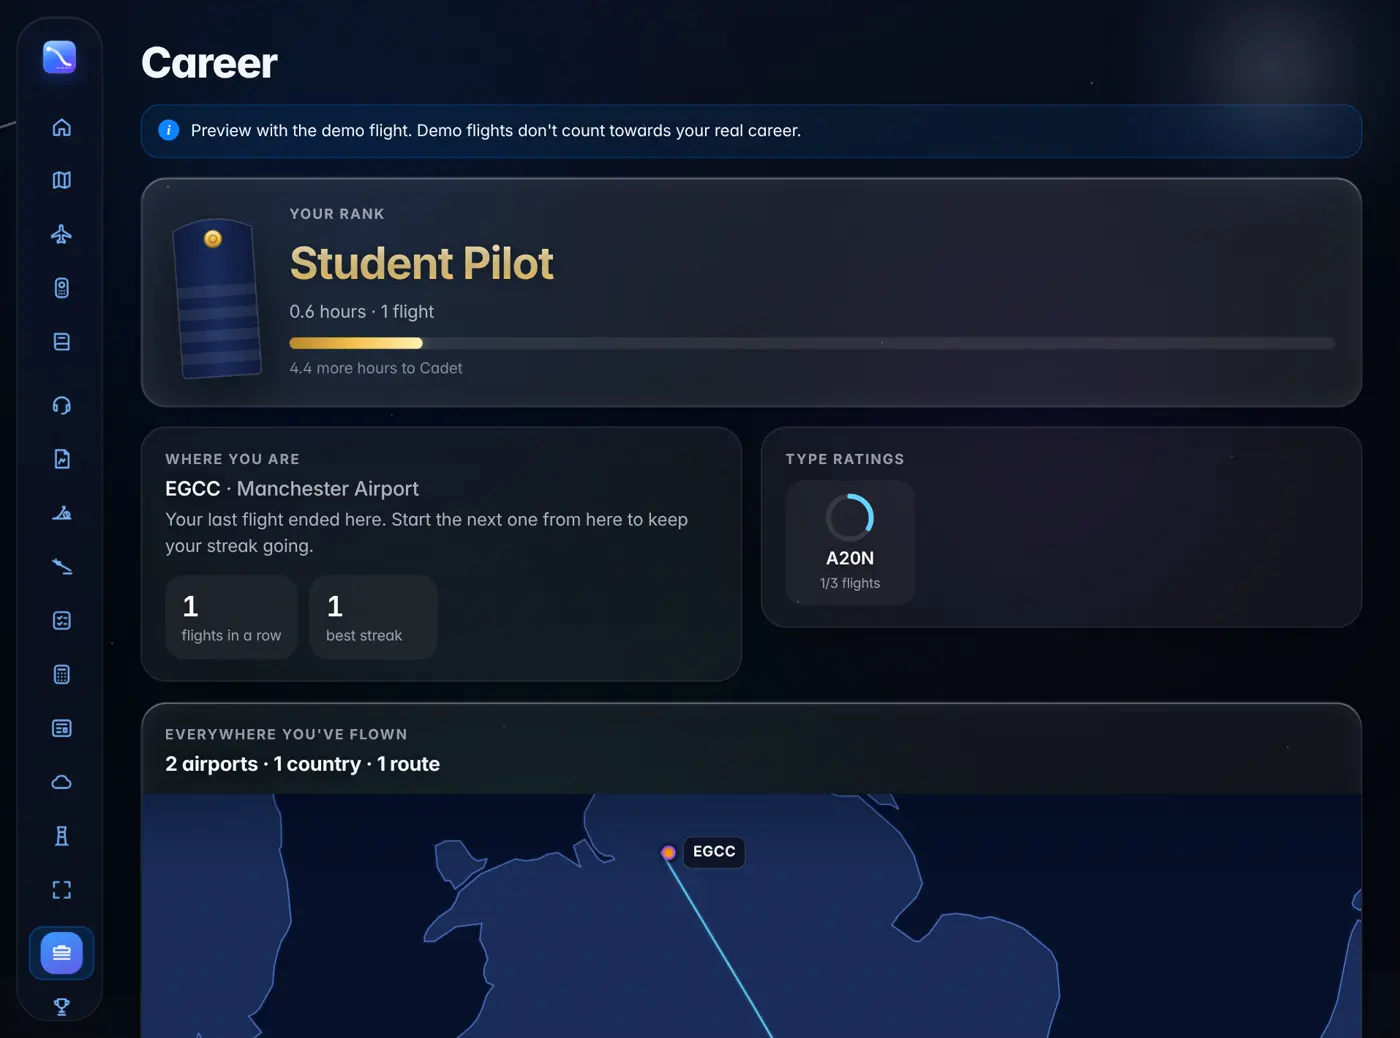 Career
Preview with the demo flight. Demo flights don't count towards your real career.
YOUR RANK
Student Pilot
0.6 hours · 1 flight
4.4 more hours to Cadet
WHERE YOU ARE
EGCC · Manchester Airport
Your last flight ended here. Start the next one from here to keep
your streak going.
1
flights in a row
1
best streak
TYPE RATINGS
A20N
1/3 flights
EVERYWHERE YOU'VE FLOWN
2 airports · 1 country · 1 route
EGCC